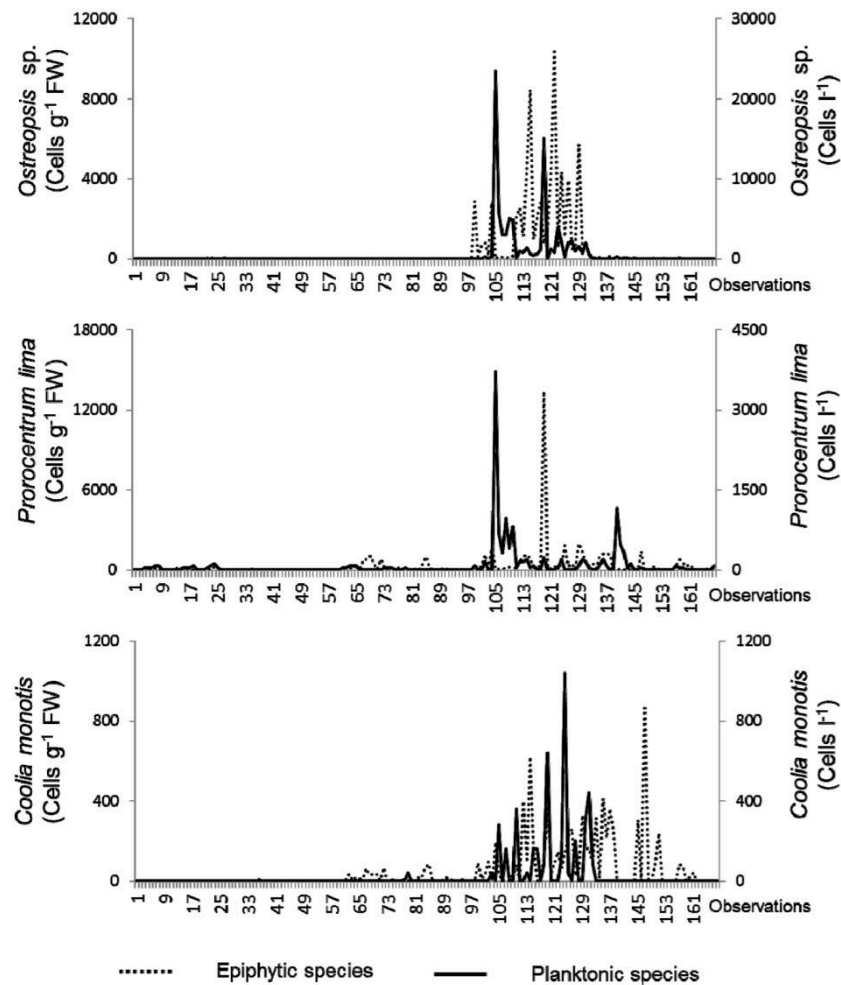 Ostreopsis sp.
(Cells g⁻¹ FW)
12000
8000
4000
0
30000
20000
10000
0
Ostreopsis sp.
(Cells l⁻¹)
1 9 17 25 33 41 49 57 65 73 81 89 97 105 113 121 129 137 145 153 161 Observations
Prorocentrum lima
(Cells g⁻¹ FW)
18000
12000
6000
0
4500
3000
1500
0
Prorocentrum lima
(Cells l⁻¹)
1 9 17 25 33 41 49 57 65 73 81 89 97 105 113 121 129 137 145 153 161 Observations
Coolia monotis
(Cells g⁻¹ FW)
1200
800
400
0
1200
800
400
0
Coolia monotis
(Cells l⁻¹)
1 9 17 25 33 41 49 57 65 73 81 89 97 105 113 121 129 137 145 153 161 Observations
Epiphytic species Planktonic species